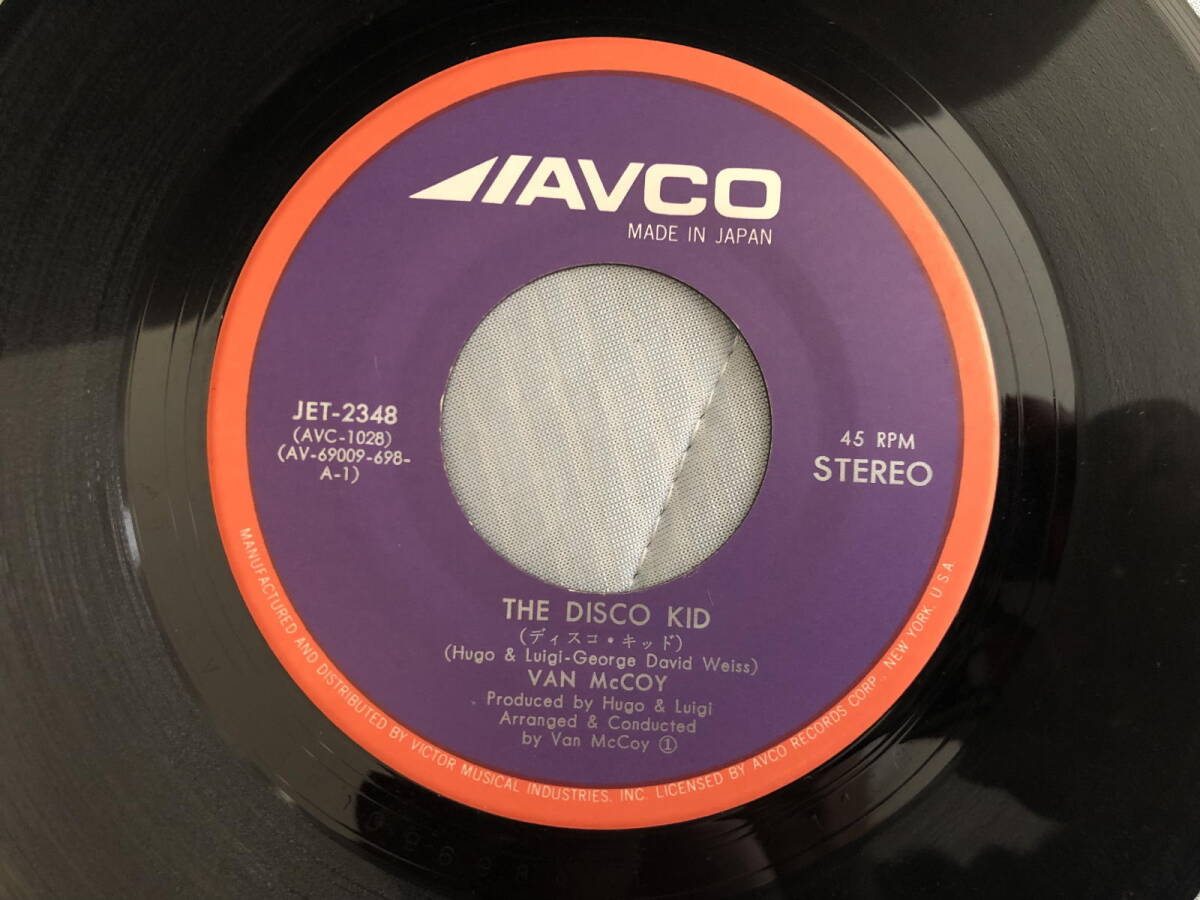 AVCO
MADE IN JAPAN
JET-2348
(AVC-1028)
(AV-69009-698-
A-1)
45 RPM
STEREO
THE DISCO KID
(ディスコ・キッド)
(Hugo & Luigi-George David Weiss)
VAN McCOY
Produced by Hugo & Luigi
Arranged & Conducted
by Van McCoy ①
MANUFACTURED AND DISTRIBUTED BY VICTOR MUSICAL INDUSTRIES, INC. LICENSED BY AVCO RECORDS CORP., NEW YORK, U.S.A.